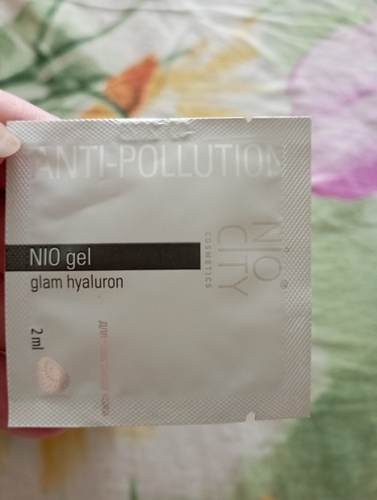 ANTI-POLLUTION
NIO gel
glam hyaluron
NIO
CITY
®
COSMETICS
2 ml